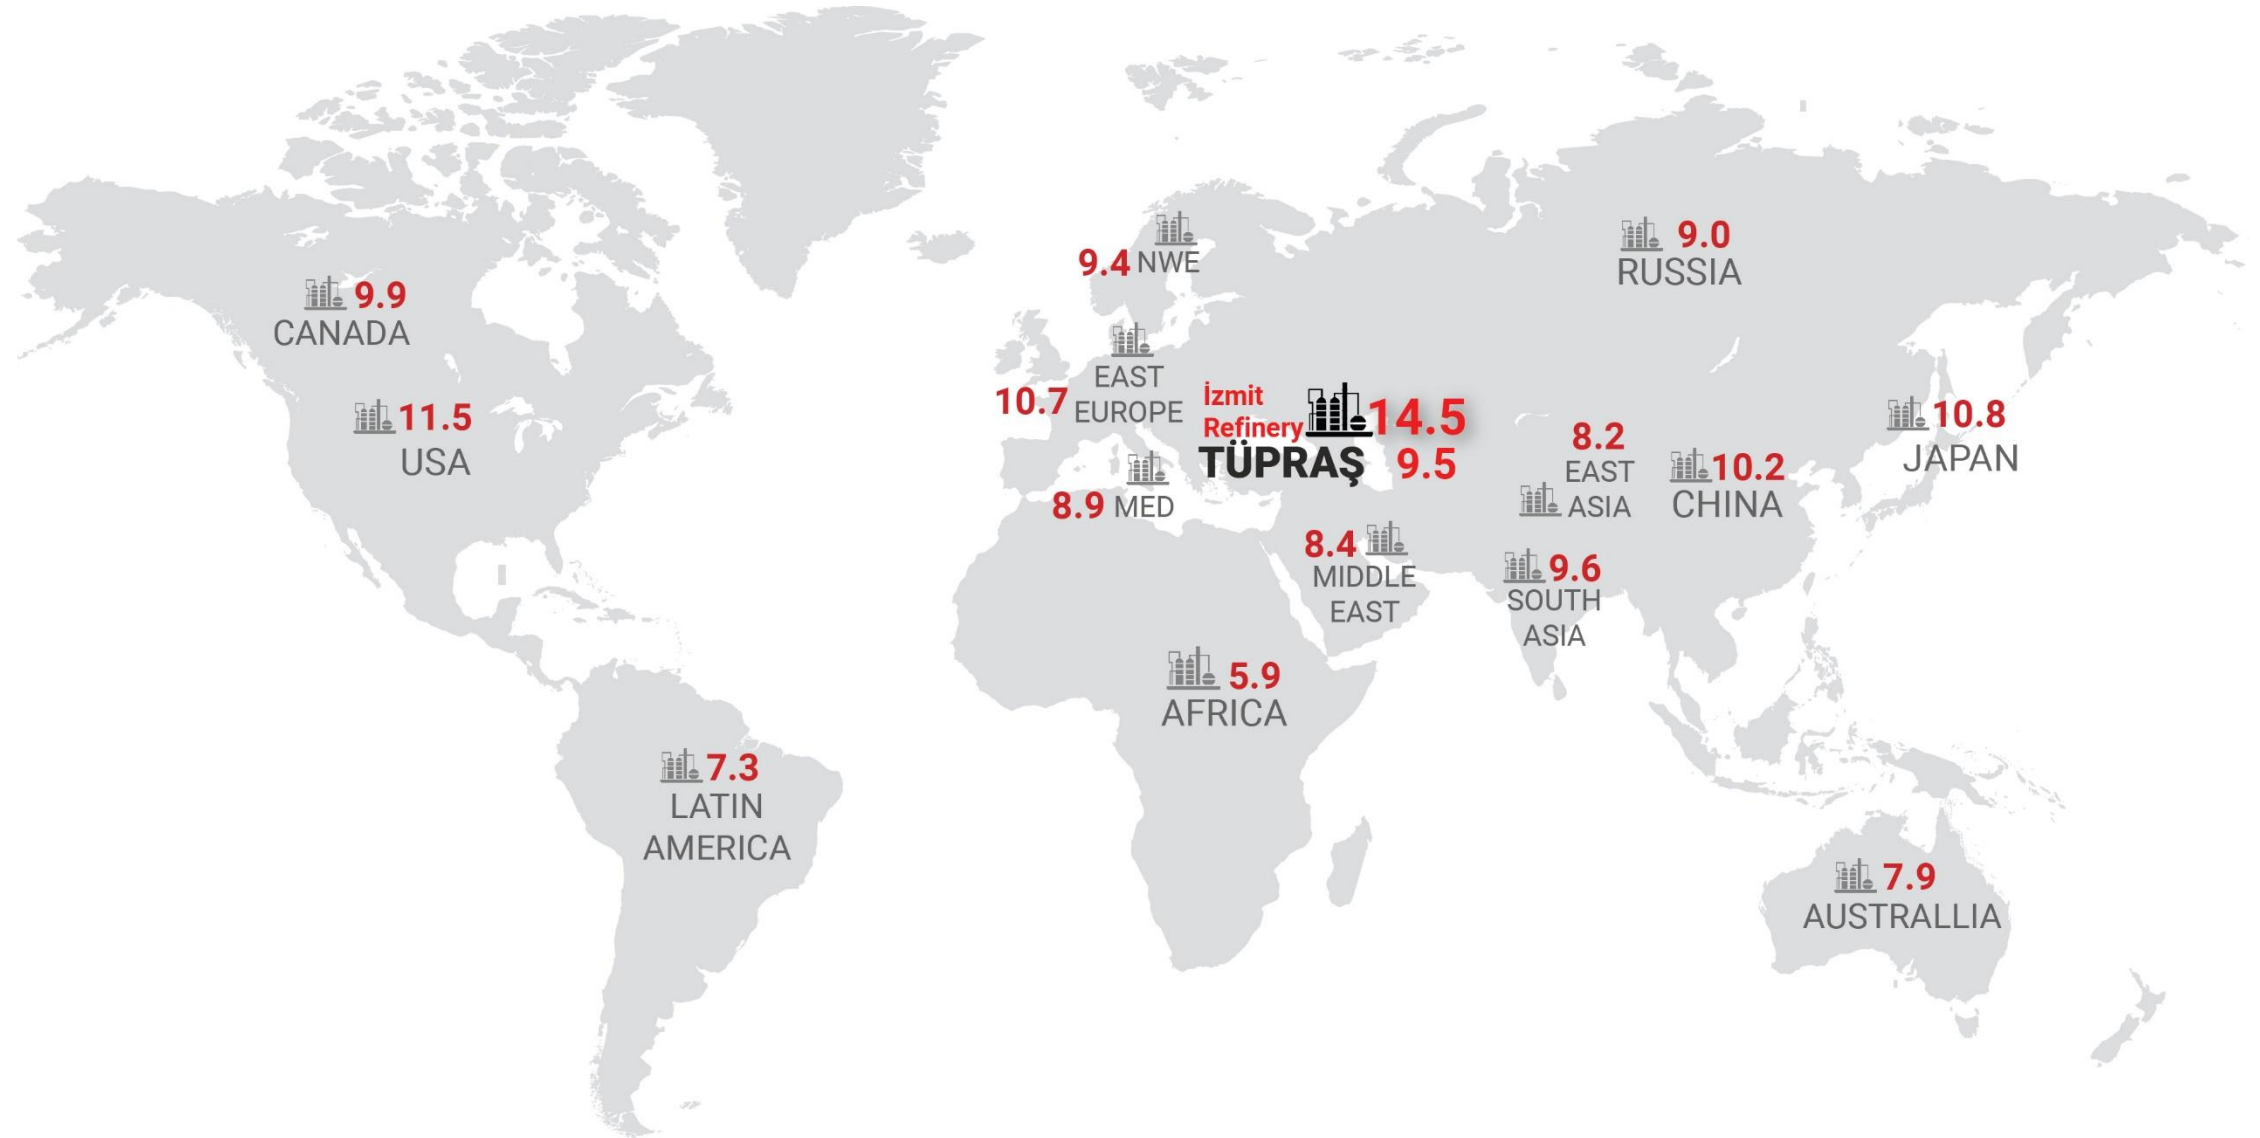 9.0
RUSSIA
9.4 NWE
9.9
CANADA
EAST
10.7 EUROPE
İzmit
Refinery 14.5
TÜPRAŞ 9.5
11.5
USA
10.8
JAPAN
8.2
EAST
ASIA
10.2
CHINA
8.9 MED
8.4
MIDDLE
EAST
9.6
SOUTH
ASIA
5.9
AFRICA
7.3
LATIN
AMERICA
7.9
AUSTRALLIA